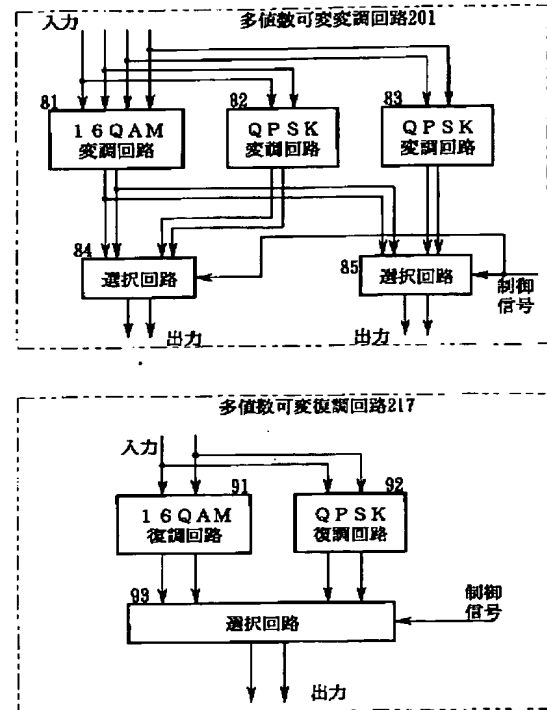 入力
多値数可変変調回路201
81
16QAM
変調回路
82
QPSK
変調回路
83
QPSK
変調回路
84
選択回路
85
選択回路
制御
信号
出力
出力
多値数可変復調回路217
入力
91
16QAM
復調回路
92
QPSK
復調回路
93
選択回路
制御
信号
出力